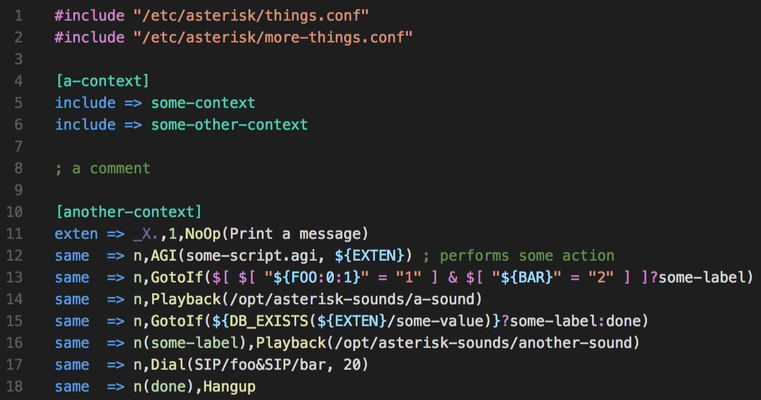 1 #include "/etc/asterisk/things.conf"
2 #include "/etc/asterisk/more-things.conf"
3
4 [a-context]
5 include => some-context
6 include => some-other-context
7
8 ; a comment
9
10 [another-context]
11 exten => _X.,1,NoOp(Print a message)
12 same  => n,AGI(some-script.agi, ${EXTEN}) ; performs some action
13 same  => n,GotoIf($[ $[ "${FOO:0:1}" = "1" ] & $[ "${BAR}" = "2" ] ]?some-label)
14 same  => n,Playback(/opt/asterisk-sounds/a-sound)
15 same  => n,GotoIf(${DB_EXISTS(${EXTEN}/some-value)}?some-label:done)
16 same  => n(some-label),Playback(/opt/asterisk-sounds/another-sound)
17 same  => n,Dial(SIP/foo&SIP/bar, 20)
18 same  => n(done),Hangup